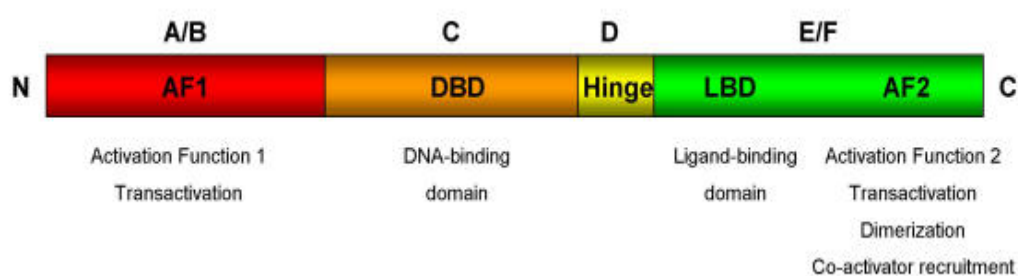 A/B C D E/F
N AF1 DBD Hinge LBD AF2 C
Activation Function 1 DNA-binding Ligand-binding Activation Function 2
Transactivation domain domain Transactivation
Dimerization
Co-activator recruitment